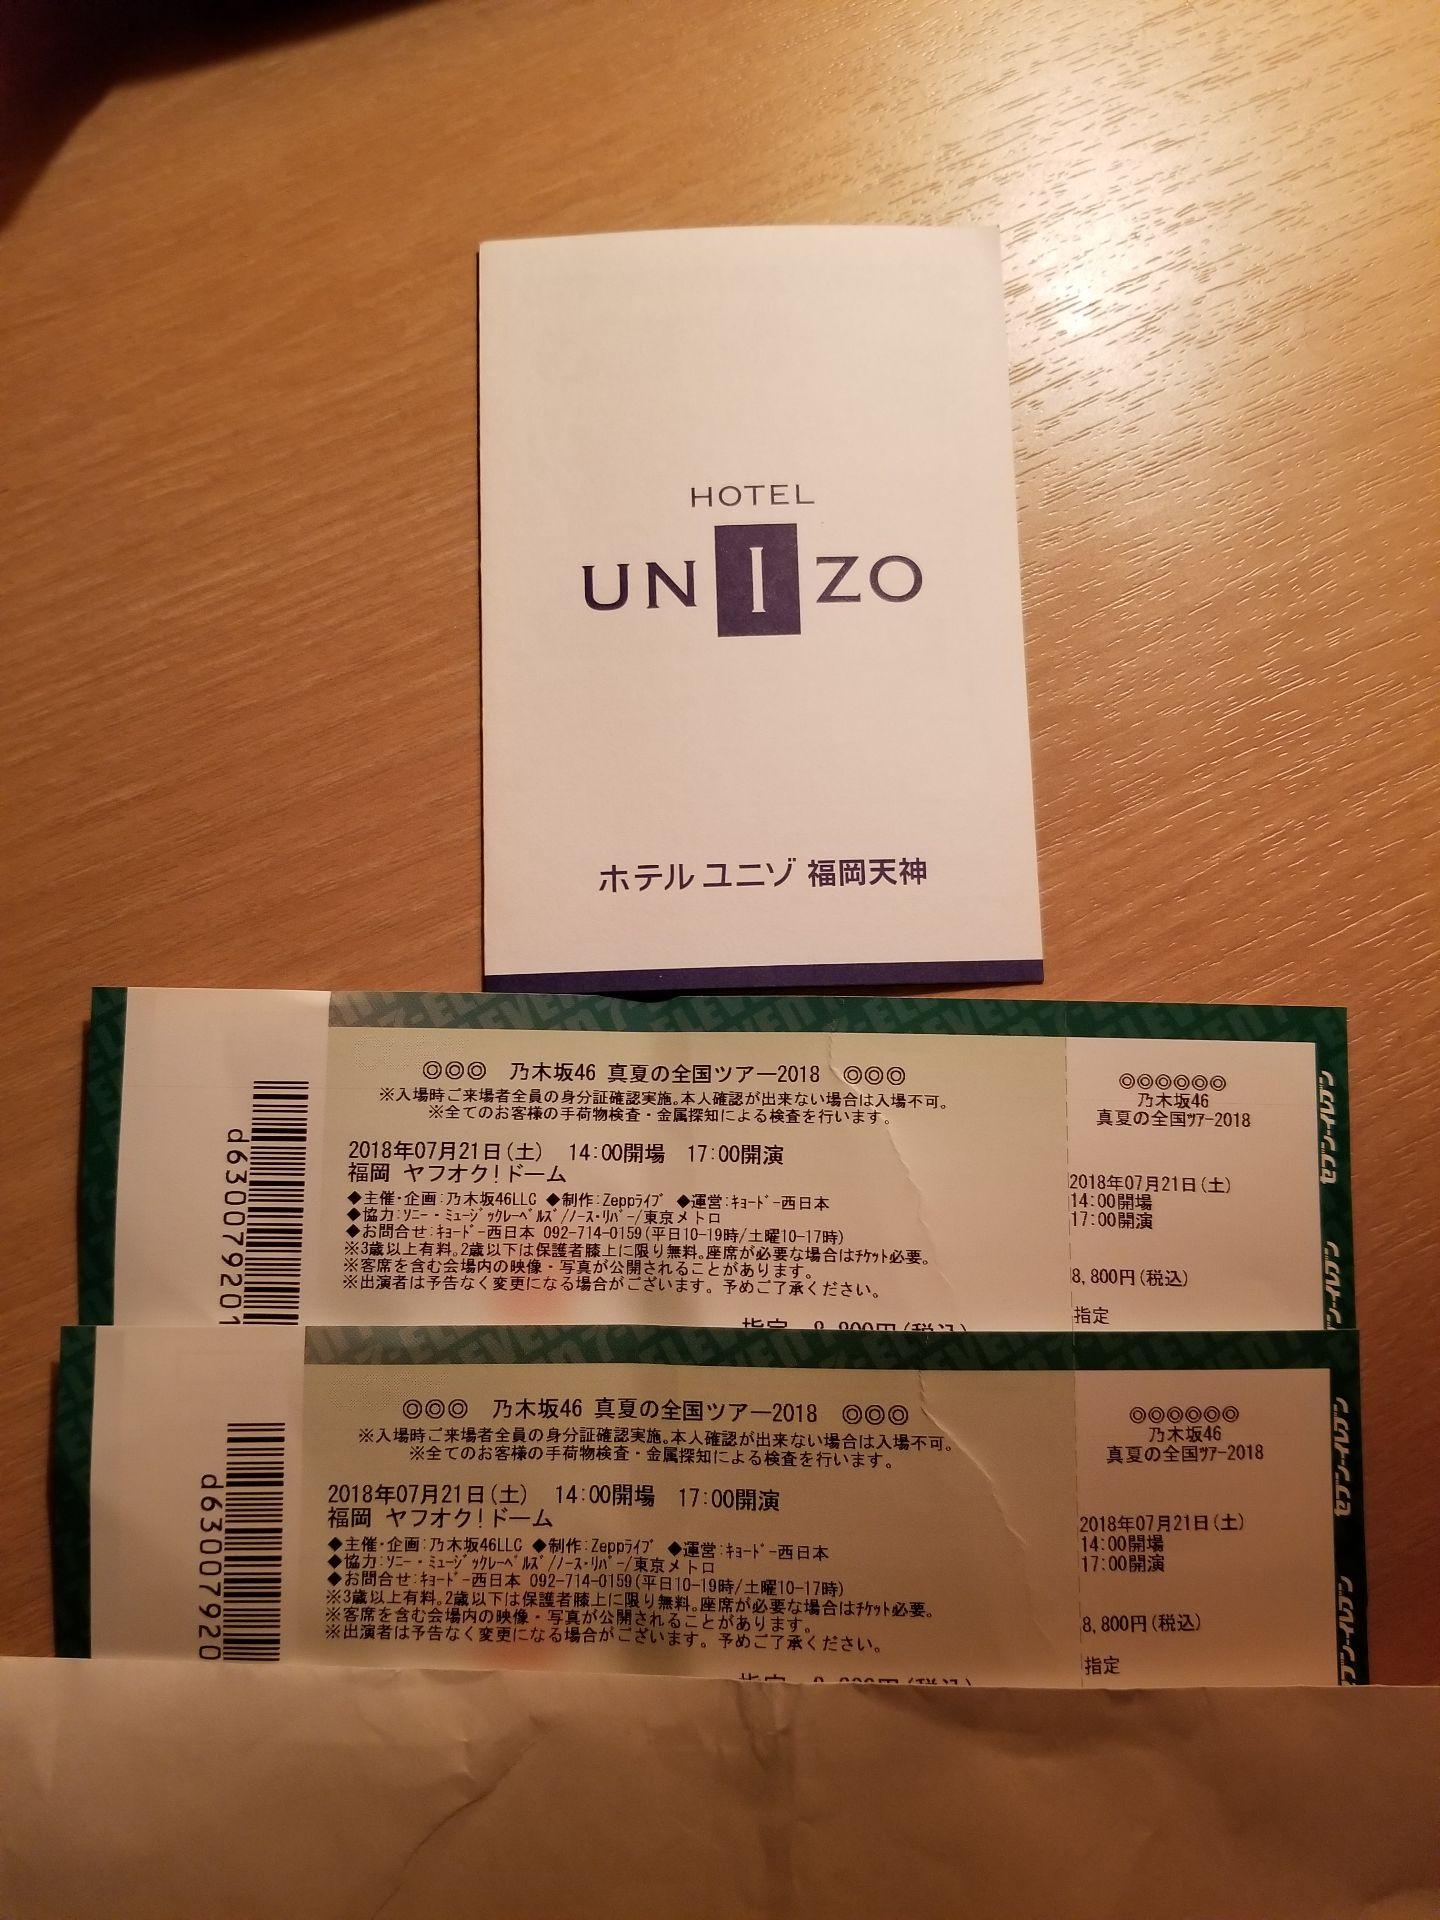 HOTEL
UNIZO
ホテル ユニゾ 福岡天神
◎◎◎ 乃木坂46 真夏の全国ツアー2018 ◎◎◎
※入場時ご来場者全員の身分証確認実施。本人確認が出来ない場合は入場不可。
※全てのお客様の手荷物検査・金属探知による検査を行います。
2018年07月21日(土) 14:00開場 17:00開演
福岡 ヤフオク!ドーム
◆主催・企画:乃木坂46LLC ◆制作:Zeppﾗｲﾌﾞ ◆運営:ｷｮｰﾄﾞｰ西日本
◆協力:ｿﾆｰ・ﾐｭｰｼﾞｯｸﾚｰﾍﾞﾙｽﾞ/ﾉｰｽ・ﾘﾊﾞｰ/東京メトロ
◆お問合せ:ｷｮｰﾄﾞｰ西日本 092-714-0159(平日10-19時/土曜10-17時)
※3歳以上有料。2歳以下は保護者膝上に限り無料。座席が必要な場合はﾁｹｯﾄ必要。
※客席を含む会場内の映像・写真が公開されることがあります。
※出演者は予告なく変更になる場合がございます。予めご了承ください。
指定 8,800円(税込)
d630079201
◎◎◎◎◎◎
乃木坂46
真夏の全国ﾂｱｰ2018
2018年07月21日(土)
14:00開場
17:00開演
8,800円(税込)
指定
セブン-イレブン
◎◎◎ 乃木坂46 真夏の全国ツアー2018 ◎◎◎
※入場時ご来場者全員の身分証確認実施。本人確認が出来ない場合は入場不可。
※全てのお客様の手荷物検査・金属探知による検査を行います。
2018年07月21日(土) 14:00開場 17:00開演
福岡 ヤフオク!ドーム
◆主催・企画:乃木坂46LLC ◆制作:Zeppﾗｲﾌﾞ ◆運営:ｷｮｰﾄﾞｰ西日本
◆協力:ｿﾆｰ・ﾐｭｰｼﾞｯｸﾚｰﾍﾞﾙｽﾞ/ﾉｰｽ・ﾘﾊﾞｰ/東京メトロ
◆お問合せ:ｷｮｰﾄﾞｰ西日本 092-714-0159(平日10-19時/土曜10-17時)
※3歳以上有料。2歳以下は保護者膝上に限り無料。座席が必要な場合はﾁｹｯﾄ必要。
※客席を含む会場内の映像・写真が公開されることがあります。
※出演者は予告なく変更になる場合がございます。予めご了承ください。
d63007920
◎◎◎◎◎◎
乃木坂46
真夏の全国ﾂｱｰ2018
2018年07月21日(土)
14:00開場
17:00開演
8,800円(税込)
指定
セブン-イレブン